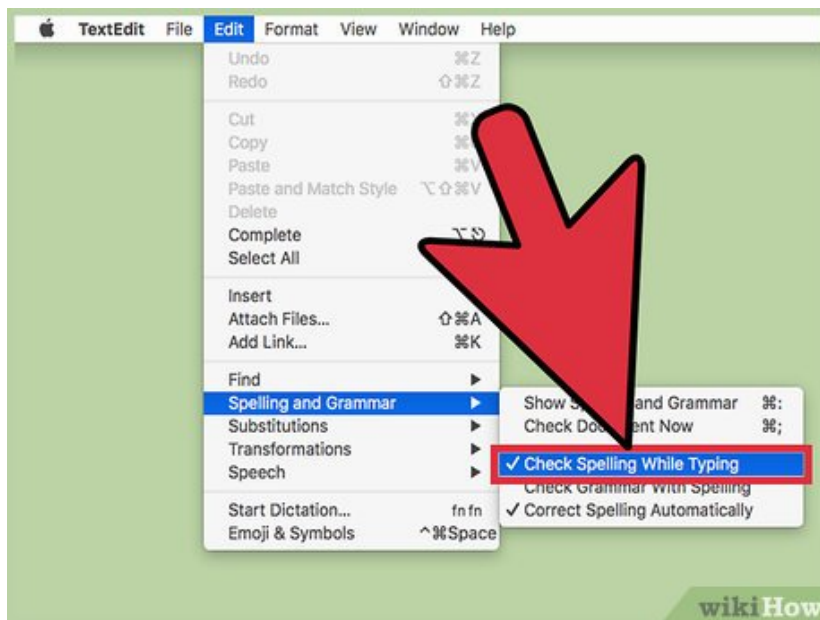 TextEdit File Edit Format View Window Help
Undo ⌘Z
Redo ⇧⌘Z
Cut
Copy
Paste ⌘V
Paste and Match Style ⌥⇧⌘V
Delete
Complete
Select All
Insert
Attach Files... ⇧⌘A
Add Link... ⌘K
Find ▶
Spelling and Grammar ▶
Substitutions ▶
Transformations ▶
Speech ▶
Start Dictation... fn fn
Emoji & Symbols ^⌘Space
Show and Grammar ⌘:
Check Now ⌘;
✓ Check Spelling While Typing
Check Grammar With Spelling
✓ Correct Spelling Automatically
wikiHow